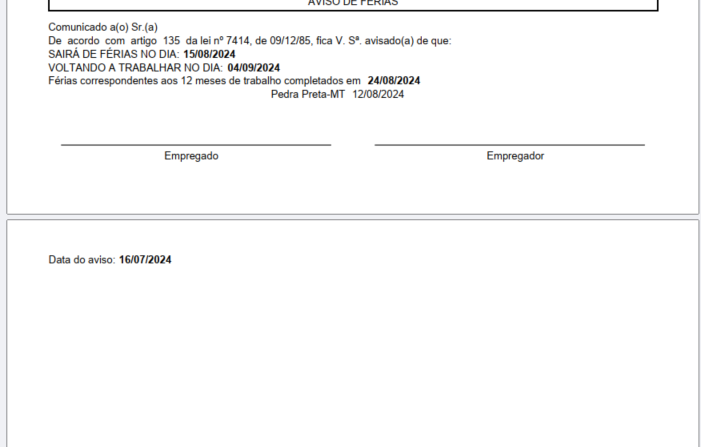 AVISO DE FÉRIAS
Comunicado a(o) Sr.(a)
De acordo com artigo 135 da lei nº 7414, de 09/12/85, fica V. Sª. avisado(a) de que:
SAIRÁ DE FÉRIAS NO DIA: 15/08/2024
VOLTANDO A TRABALHAR NO DIA: 04/09/2024
Férias correspondentes aos 12 meses de trabalho completados em 24/08/2024
Pedra Preta-MT 12/08/2024
Empregado Empregador
Data do aviso: 16/07/2024